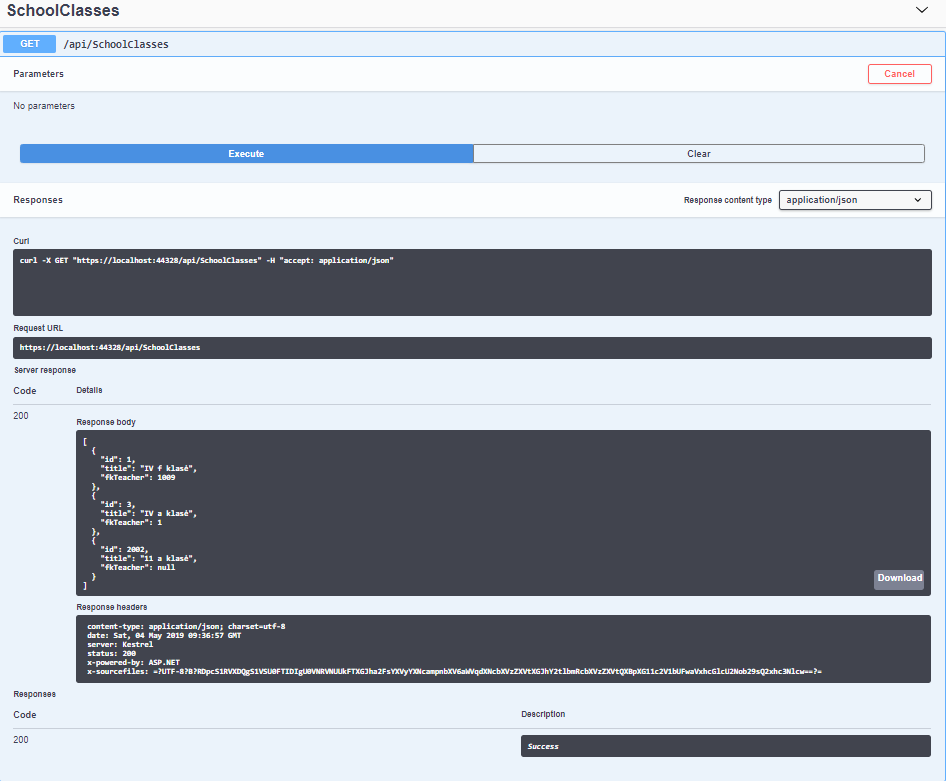 SchoolClasses
GET /api/SchoolClasses
Parameters Cancel
No parameters
Execute Clear
Responses Response content type application/json
Curl
curl -X GET "https://localhost:44328/api/SchoolClasses" -H "accept: application/json"
Request URL
https://localhost:44328/api/SchoolClasses
Server response
Code Details
200
Response body
[
{
"id": 1,
"title": "IV f klasė",
"fkTeacher": 1009
},
{
"id": 3,
"title": "IV a klasė",
"fkTeacher": 1
},
{
"id": 2002,
"title": "11 a klasė",
"fkTeacher": null
}
]
Download
Response headers
content-type: application/json; charset=utf-8
date: Sat, 04 May 2019 09:36:57 GMT
server: Kestrel
status: 200
x-powered-by: ASP.NET
x-sourcefiles:
Responses
Code Description
200 Success